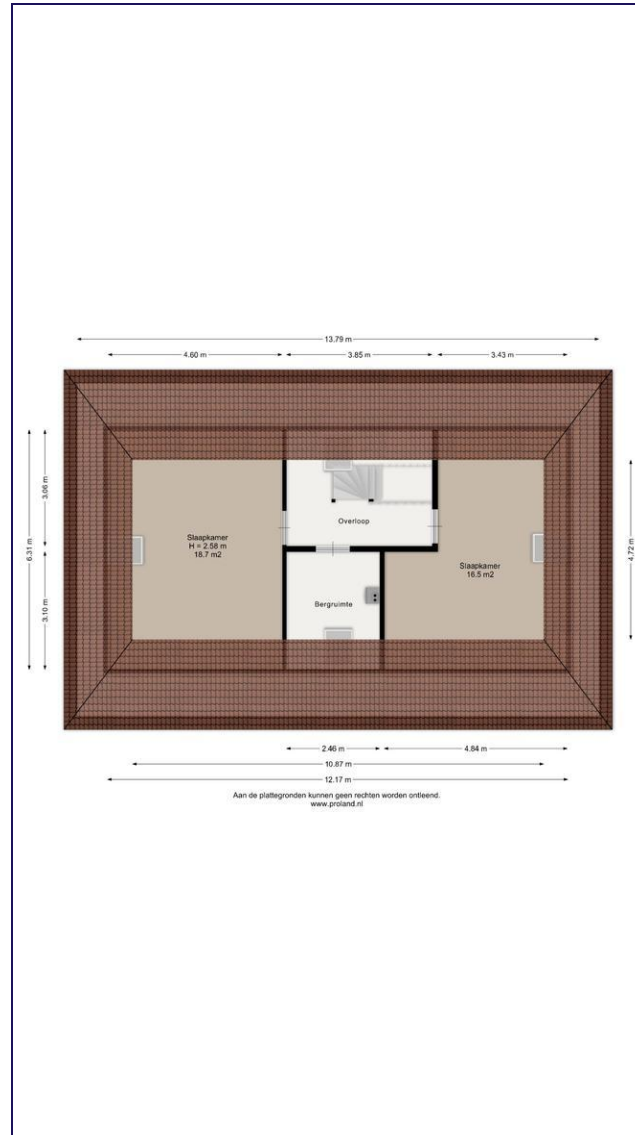 13.79 m
4.60 m
3.85 m
3.43 m
3.06 m
6.31 m
3.10 m
4.72 m
Overloop
Slaapkamer
H = 2.58 m
18.7 m2
Slaapkamer
16.5 m2
Bergruimte
2.46 m
4.84 m
10.87 m
12.17 m
Aan de plattegronden kunnen geen rechten worden ontleend.
www.proland.nl